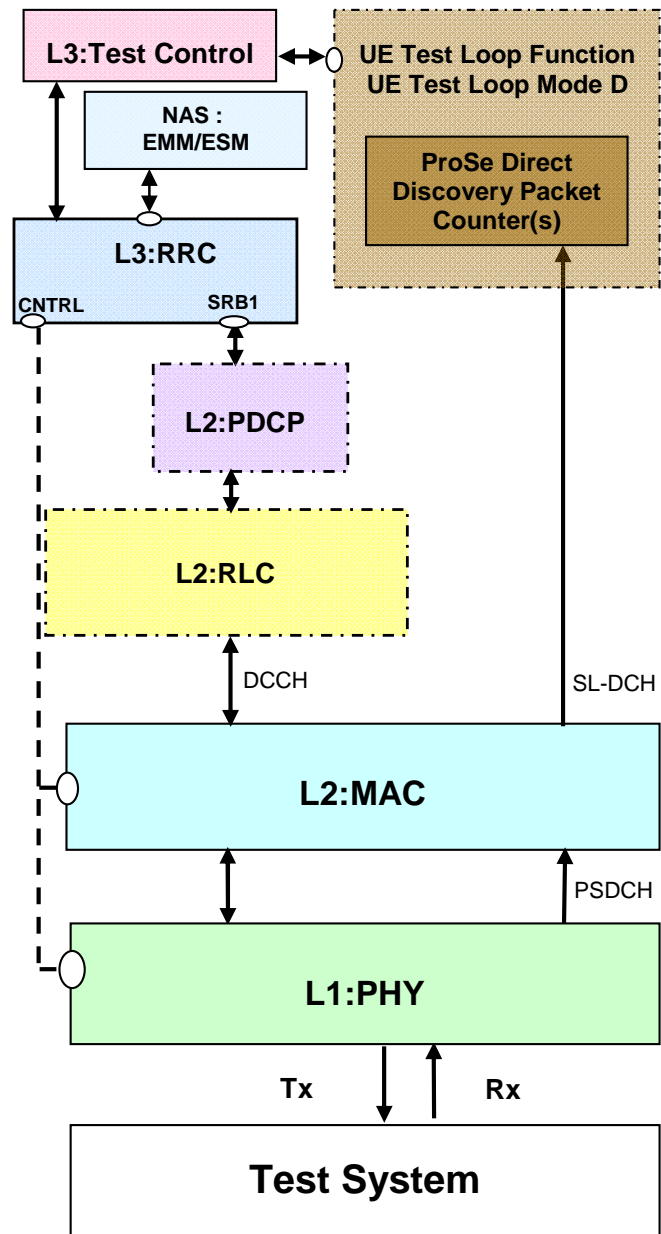 L3:Test Control
UE Test Loop Function
UE Test Loop Mode D
NAS :
EMM/ESM
ProSe Direct
Discovery Packet
Counter(s)
L3:RRC
CNTRL
SRB1
L2:PDCP
L2:RLC
DCCH
SL-DCH
L2:MAC
PSDCH
L1:PHY
Tx
Rx
Test System